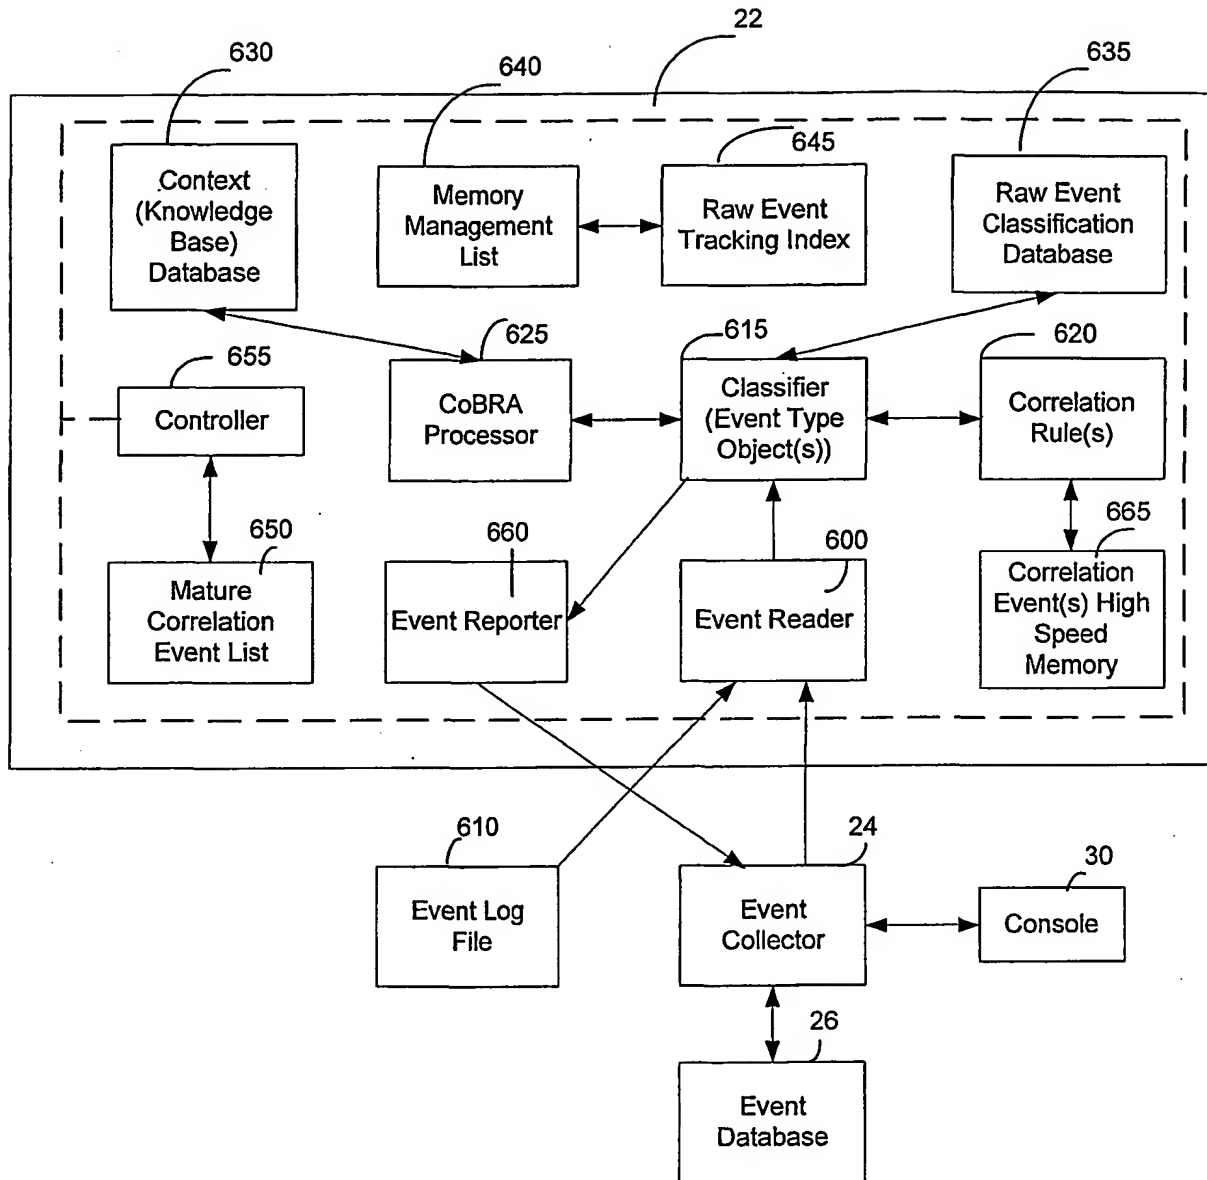 22
630
640
645
635
Context
(Knowledge
Base)
Database
Memory
Management
List
Raw Event
Tracking Index
Raw Event
Classification
Database
655
625
615
620
Controller
CoBRA
Processor
Classifier
(Event Type
Object(s))
Correlation
Rule(s)
650
660
600
665
Mature
Correlation
Event List
Event Reporter
Event Reader
Correlation
Event(s) High
Speed
Memory
610
24
30
Event Log
File
Event
Collector
Console
26
Event
Database